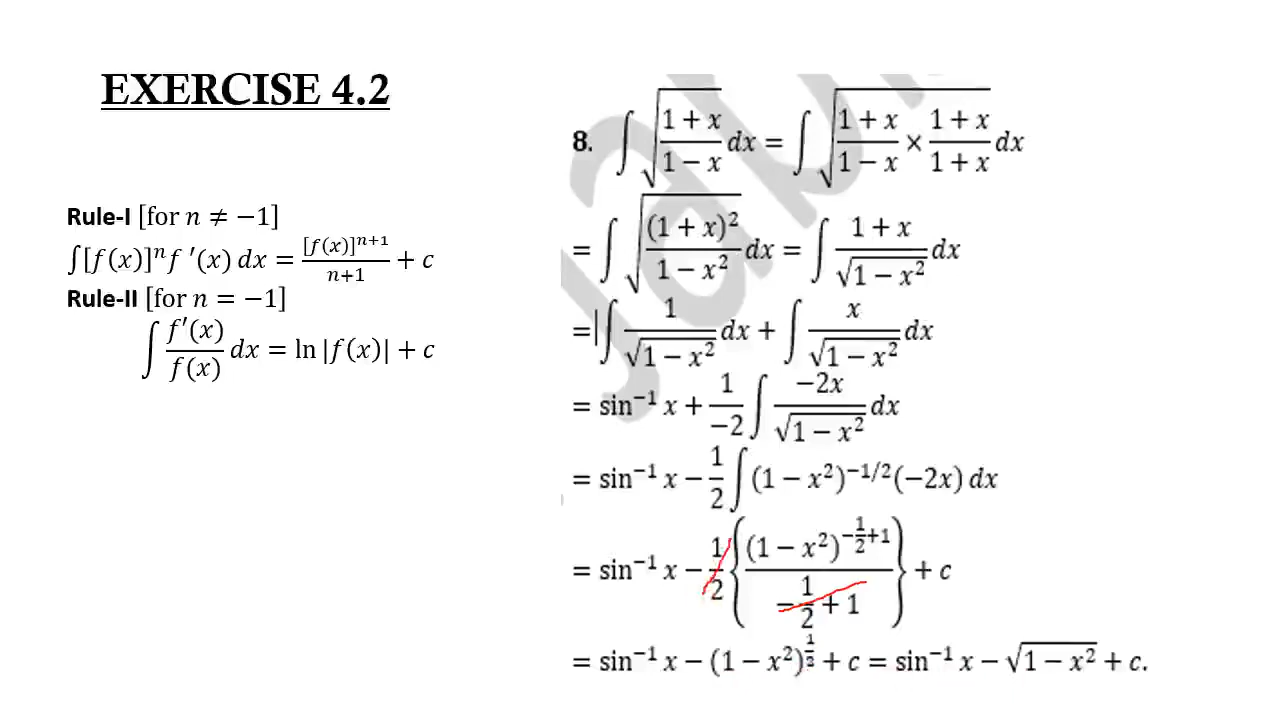 EXERCISE 4.2
Rule-I [for n ≠ −1]
∫[f(x)]ⁿ f ′(x) dx = [f(x)]ⁿ⁺¹/(n+1) + c
Rule-II [for n = −1]
∫ f′(x)/f(x) dx = ln |f(x)| + c
8. ∫ √((1 + x)/(1 − x)) dx = ∫ √((1 + x)/(1 − x) × (1 + x)/(1 + x)) dx
= ∫ √((1 + x)²/(1 − x²)) dx = ∫ (1 + x)/√(1 − x²) dx
= ∫ 1/√(1 − x²) dx + ∫ x/√(1 − x²) dx
= sin⁻¹ x + 1/−2 ∫ −2x/√(1 − x²) dx
= sin⁻¹ x − 1/2 ∫ (1 − x²)^(−1/2) (−2x) dx
= sin⁻¹ x − 1/2 {(1 − x²)^(−1/2+1)/(−1/2 + 1)} + c
= sin⁻¹ x − (1 − x²)^(1/2) + c = sin⁻¹ x − √(1 − x²) + c.